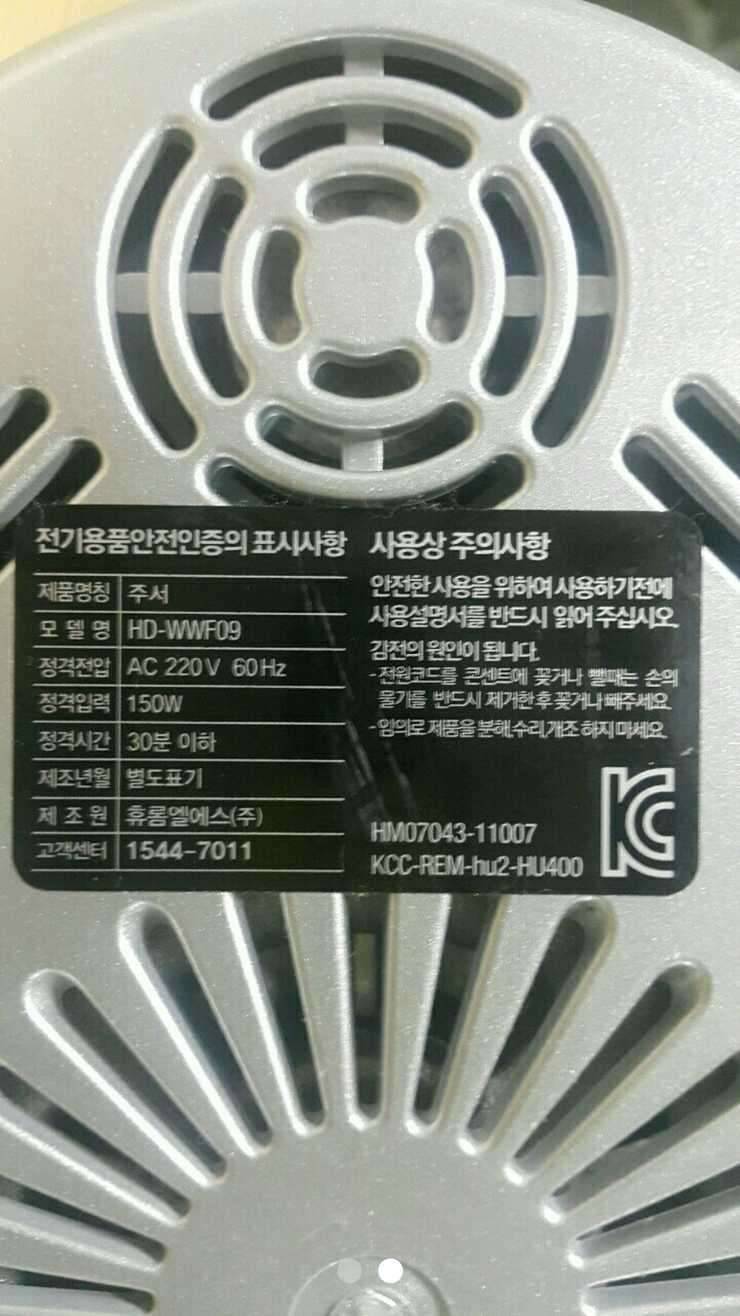 전기용품안전인증의 표시사항
제품명칭 주서
모 델 명 HD-WWF09
정격전압 AC 220V 60Hz
정격입력 150W
정격시간 30분 이하
제조년월 별도표기
제 조 원 휴롬엘에스(주)
고객센터 1544-7011
사용상 주의사항
안전한 사용을 위하여 사용하기전에
사용설명서를 반드시 읽어 주십시오.
감전의 원인이 됩니다.
-전원코드를 콘센트에 꽂거나 뺄때는 손의
물기를 반드시 제거한 후 꽂거나 빼주세요.
-임의로 제품을 분해,수리,개조 하지 마세요.
HM07043-11007
KCC-REM-hu2-HU400
KC